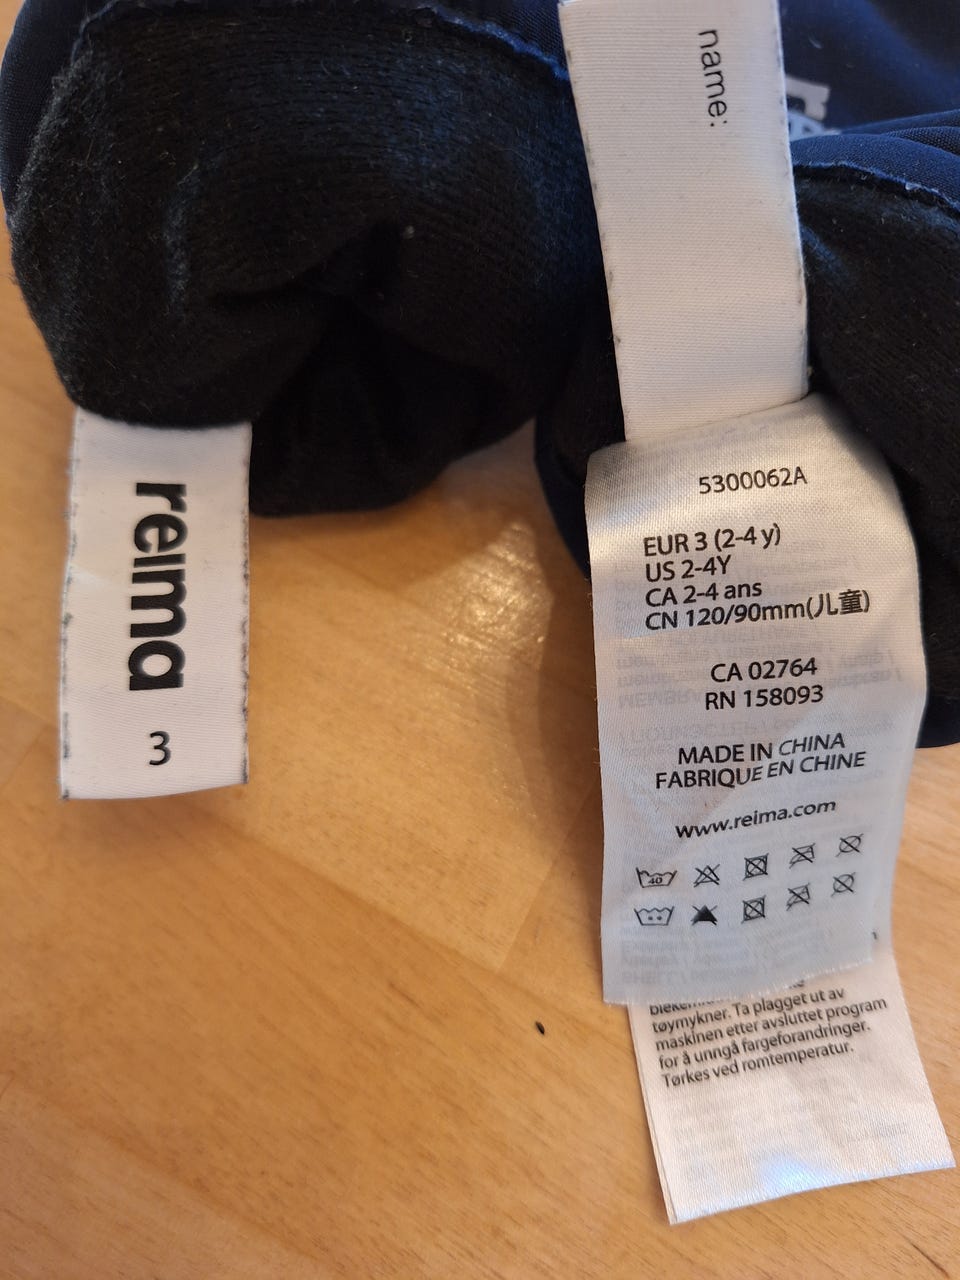 name:
reima
3
5300062A
EUR 3 (2-4 y)
US 2-4Y
CA 2-4 ans
CN 120/90mm(儿童)
CA 02764
RN 158093
MADE IN CHINA
FABRIQUE EN CHINE
www.reima.com
40
tøymykner. Ta plagget ut av
maskinen etter avsluttet program
for å unngå fargeforandringer.
Tørkes ved romtemperatur.